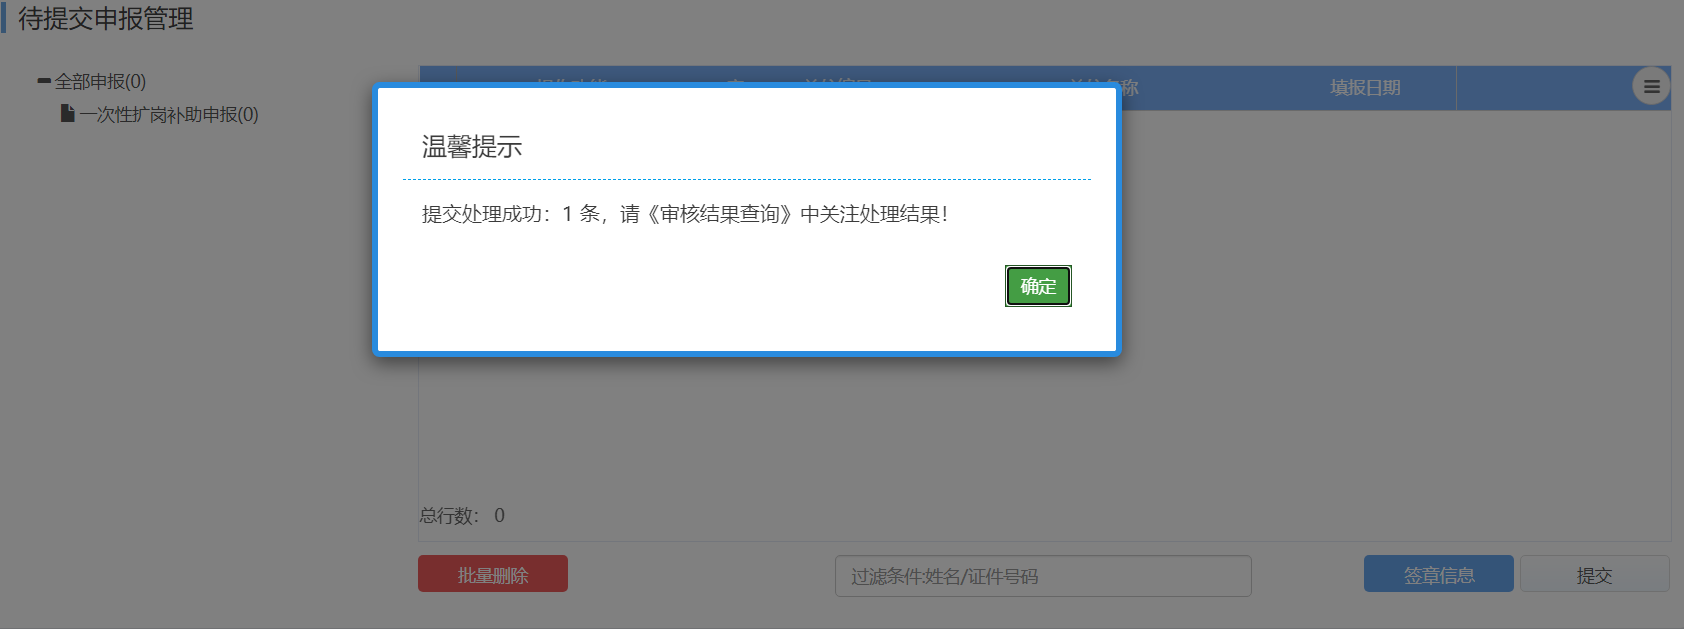 待提交申报管理
全部申报(0)
一次性扩岗补助申报(0)
填报日期
温馨提示
提交处理成功：1 条，请《审核结果查询》中关注处理结果！
确定
总行数： 0
批量删除
过滤条件:姓名/证件号码
签章信息
提交